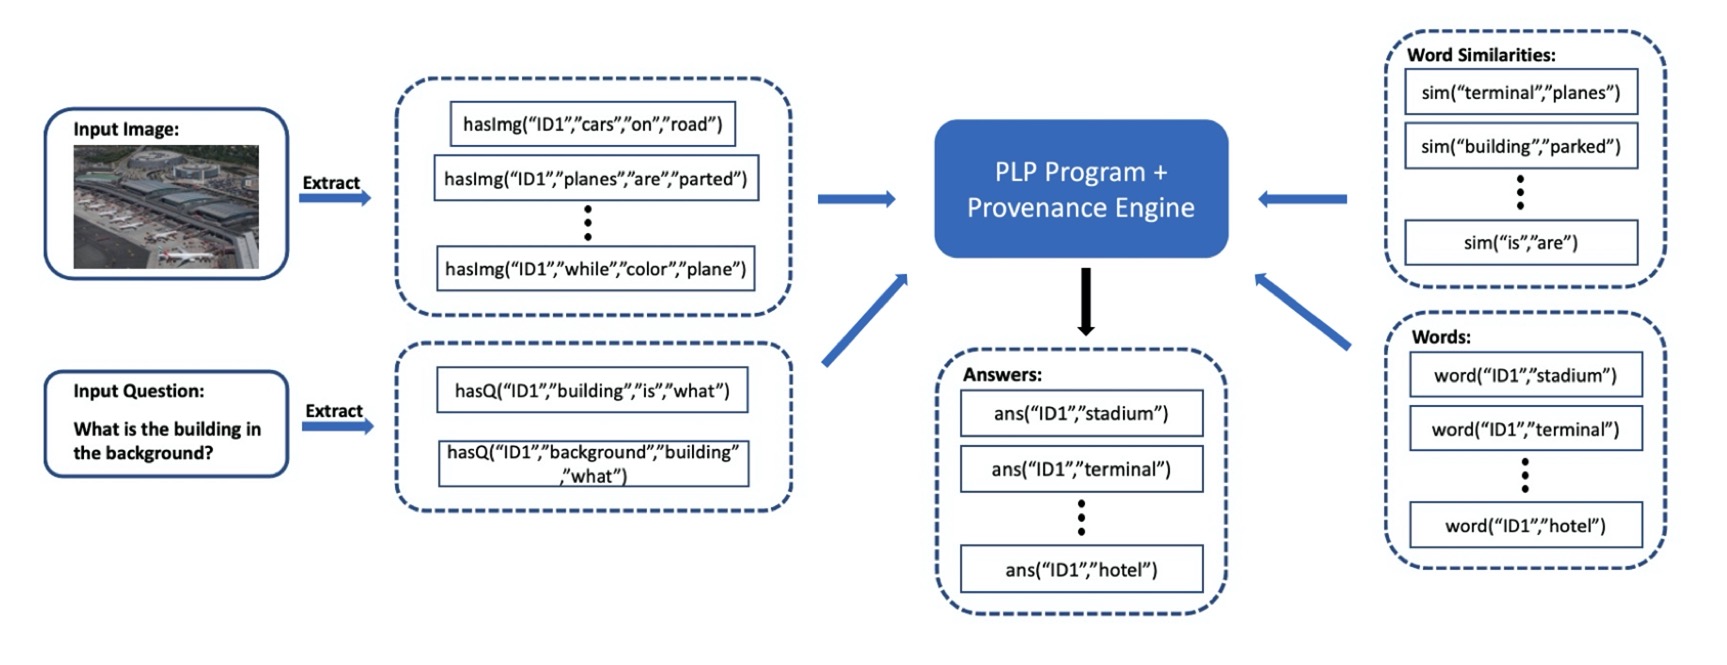 Input Image:
Extract
hasImg(“ID1”,”cars”,”on”,”road”)
hasImg(“ID1”,”planes”,”are”,”parted”)
hasImg(“ID1”,”while”,”color”,”plane”)
Input Question:
What is the building in
the background?
Extract
hasQ(“ID1”,”building”,”is”,”what”)
hasQ(“ID1”,”background”,”building”
,”what”)
PLP Program +
Provenance Engine
Answers:
ans(“ID1”,”stadium”)
ans(“ID1”,”terminal”)
ans(“ID1”,”hotel”)
Word Similarities:
sim(“terminal”,”planes”)
sim(“building”,”parked”)
sim(“is”,”are”)
Words:
word(“ID1”,”stadium”)
word(“ID1”,”terminal”)
word(“ID1”,”hotel”)